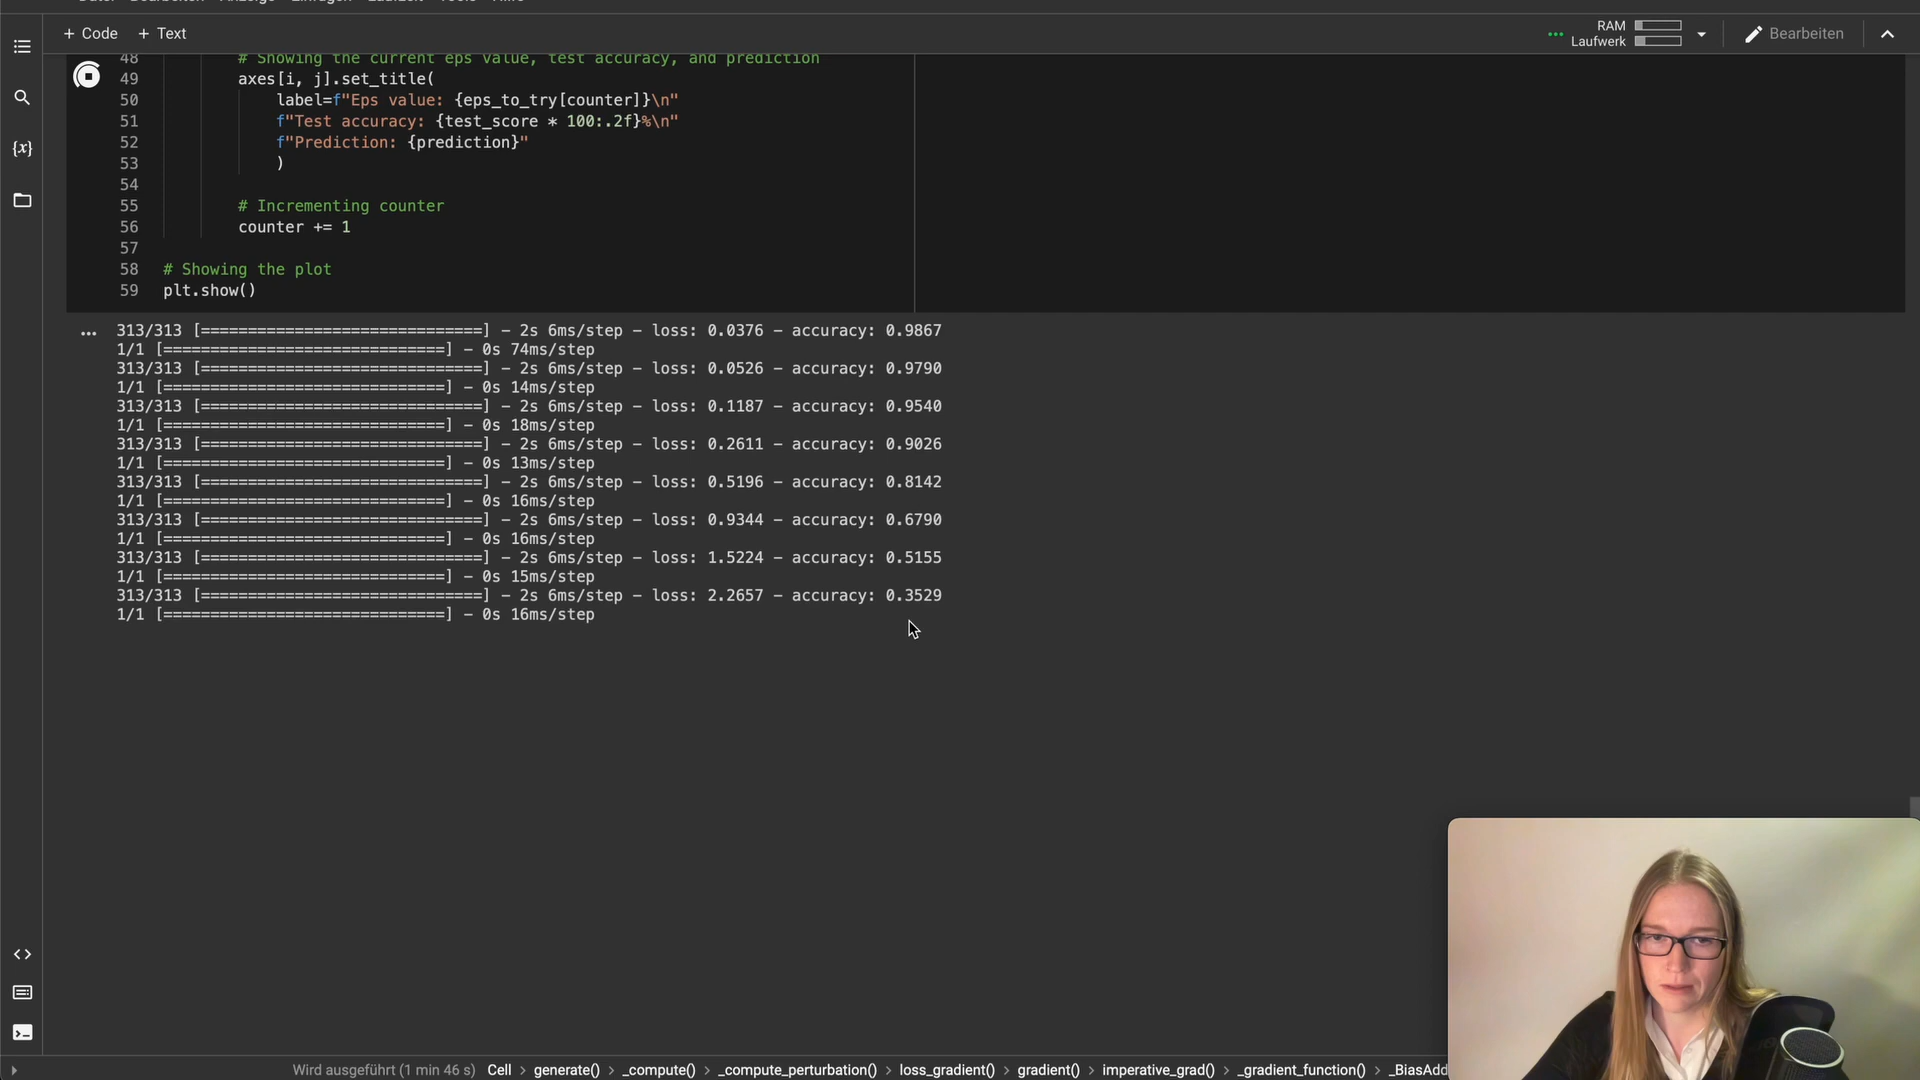 Datei Bearbeiten Anzeige Einfügen Laufzeit Tools Hilfe
+ Code + Text
RAM
Laufwerk
Bearbeiten
48 # Showing the current eps value, test accuracy, and prediction
49 axes[i, j].set_title(
50 label=f"Eps value: {eps_to_try[counter]}\n"
51 f"Test accuracy: {test_score * 100:.2f}%\n"
52 f"Prediction: {prediction}"
53 )
54
55 # Incrementing counter
56 counter += 1
57
58 # Showing the plot
59 plt.show()
313/313 [==============================] - 2s 6ms/step - loss: 0.0376 - accuracy: 0.9867
1/1 [==============================] - 0s 74ms/step
313/313 [==============================] - 2s 6ms/step - loss: 0.0526 - accuracy: 0.9790
1/1 [==============================] - 0s 14ms/step
313/313 [==============================] - 2s 6ms/step - loss: 0.1187 - accuracy: 0.9540
1/1 [==============================] - 0s 18ms/step
313/313 [==============================] - 2s 6ms/step - loss: 0.2611 - accuracy: 0.9026
1/1 [==============================] - 0s 13ms/step
313/313 [==============================] - 2s 6ms/step - loss: 0.5196 - accuracy: 0.8142
1/1 [==============================] - 0s 16ms/step
313/313 [==============================] - 2s 6ms/step - loss: 0.9344 - accuracy: 0.6790
1/1 [==============================] - 0s 16ms/step
313/313 [==============================] - 2s 6ms/step - loss: 1.5224 - accuracy: 0.5155
1/1 [==============================] - 0s 15ms/step
313/313 [==============================] - 2s 6ms/step - loss: 2.2657 - accuracy: 0.3529
1/1 [==============================] - 0s 16ms/step
Wird ausgeführt (1 min 46 s) Cell > generate() > _compute() > _compute_perturbation() > loss_gradient() > gradient() > imperative_grad() > _gradient_function() > _BiasAdd